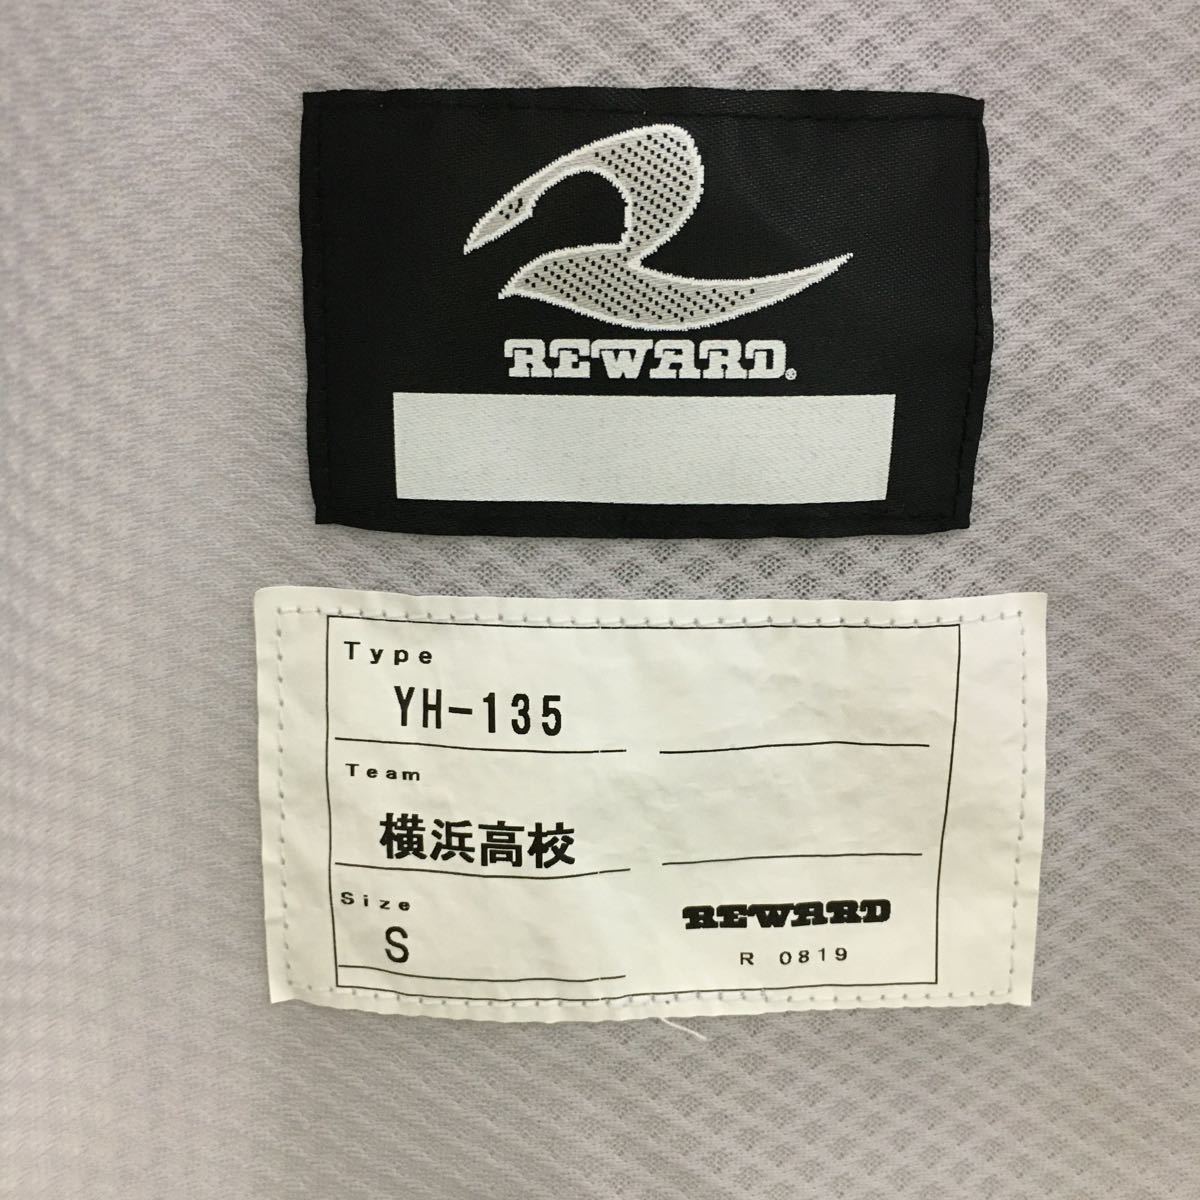 REWARD®
Type
YH-135
Team
横浜高校
Size
S
REWARD
R 0819